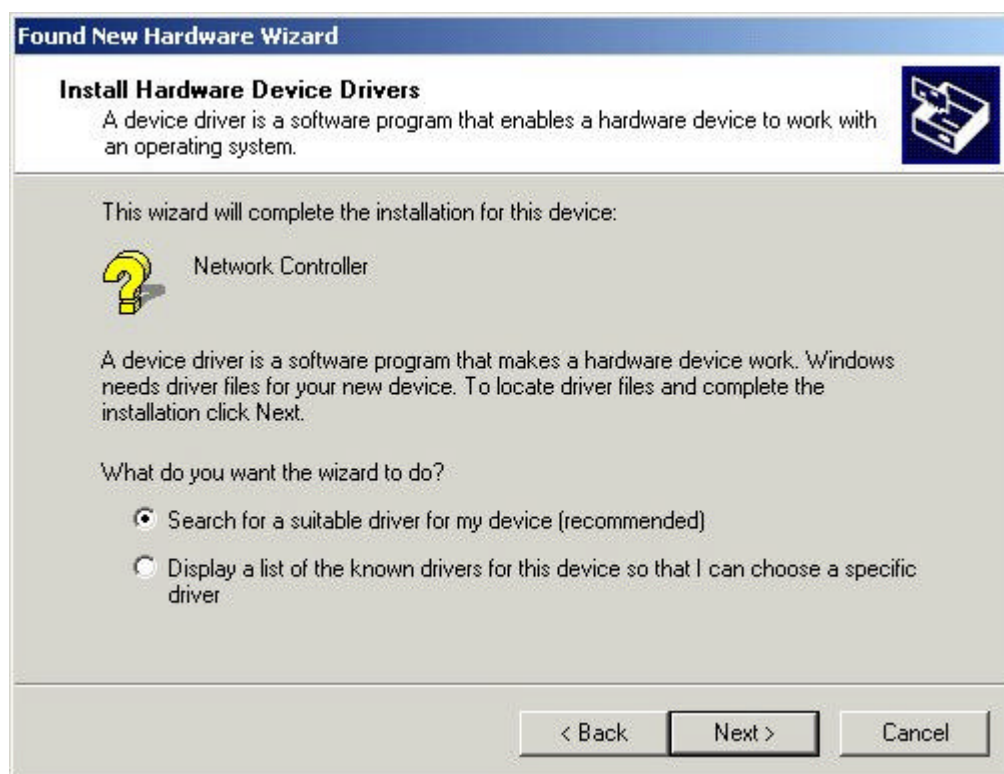 Found New Hardware Wizard
Install Hardware Device Drivers
A device driver is a software program that enables a hardware device to work with
an operating system.
This wizard will complete the installation for this device:
Network Controller
A device driver is a software program that makes a hardware device work. Windows
needs driver files for your new device. To locate driver files and complete the
installation click Next.
What do you want the wizard to do?
Search for a suitable driver for my device (recommended)
Display a list of the known drivers for this device so that I can choose a specific
driver
< Back Next > Cancel